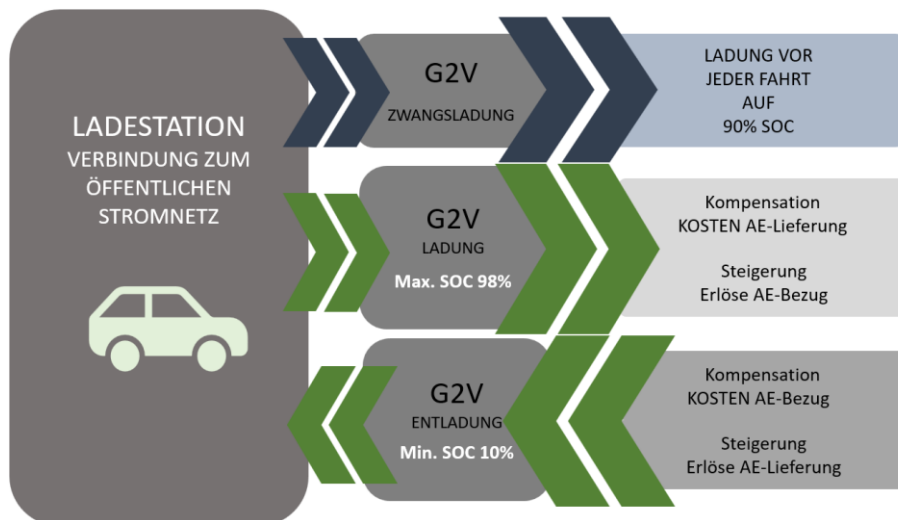 LADESTATION
VERBINDUNG ZUM
ÖFFENTLICHEN
STROMNETZ
G2V
ZWANGSLADUNG
LADUNG VOR
JEDER FAHRT
AUF
90% SOC
G2V
LADUNG
Max. SOC 98%
Kompensation
KOSTEN AE-Lieferung
Steigerung
Erlöse AE-Bezug
G2V
ENTLADUNG
Min. SOC 10%
Kompensation
KOSTEN AE-Bezug
Steigerung
Erlöse AE-Lieferung